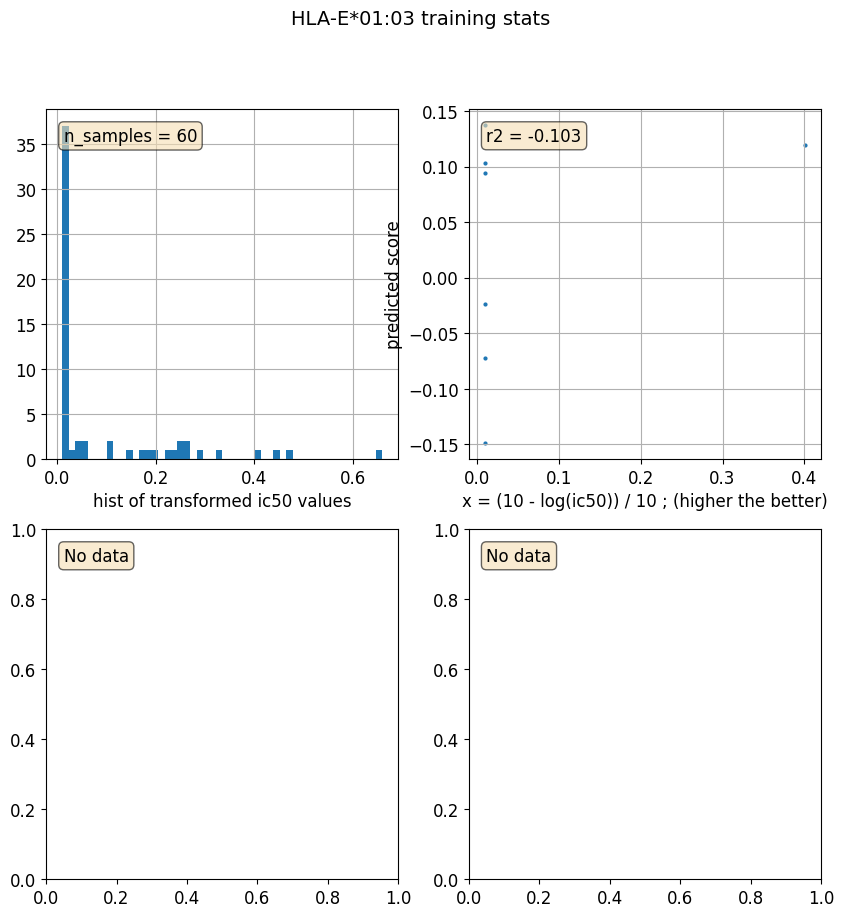 HLA-E*01:03 training stats
n_samples = 60
35
30
25
20
15
10
5
0
0.0 0.2 0.4 0.6
hist of transformed ic50 values
r2 = -0.103
predicted score
0.15
0.10
0.05
0.00
−0.05
−0.10
−0.15
0.0 0.1 0.2 0.3 0.4
x = (10 - log(ic50)) / 10 ; (higher the better)
No data
1.0
0.8
0.6
0.4
0.2
0.0
0.0 0.2 0.4 0.6 0.8 1.0
No data
1.0
0.8
0.6
0.4
0.2
0.0
0.0 0.2 0.4 0.6 0.8 1.0